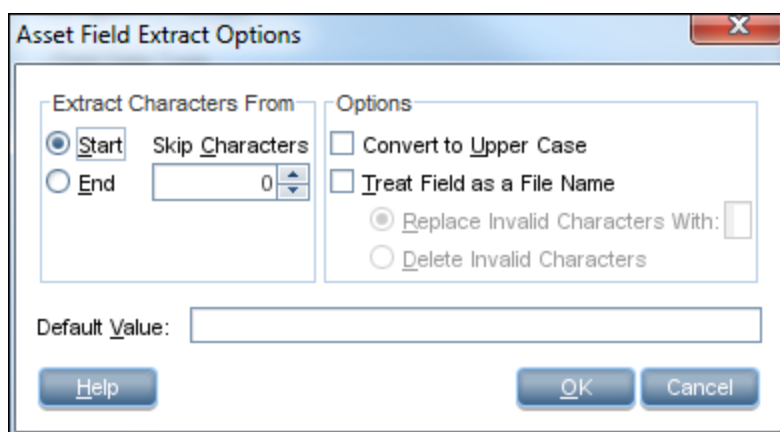 Asset Field Extract Options
Extract Characters From
Options
Start
Skip Characters
Convert to Upper Case
End
0
Treat Field as a File Name
Replace Invalid Characters With:
Delete Invalid Characters
Default Value:
Help
OK
Cancel